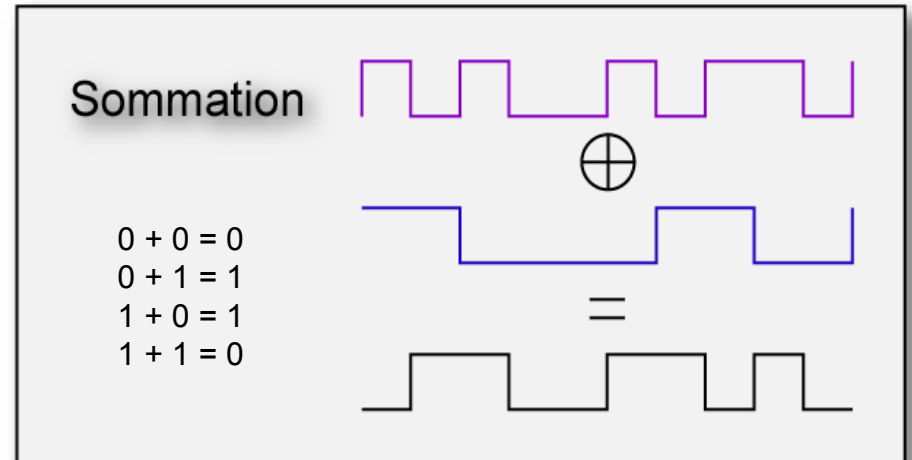 Sommation
0 + 0 = 0
0 + 1 = 1
1 + 0 = 1
1 + 1 = 0